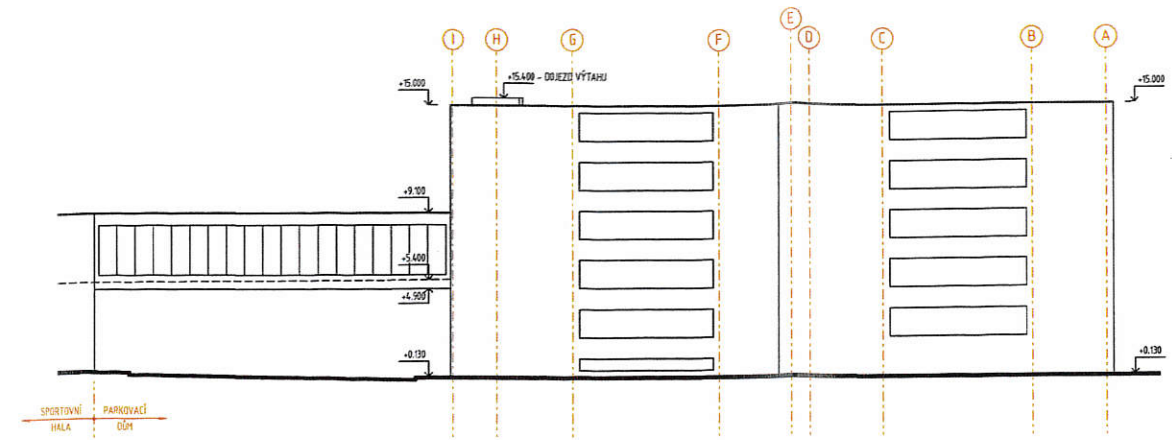 I H G F E D C B A
+15.400 - DOJEZD VÝTAHU
+15.000
+15.000
+9.100
+5.400
+4.900
+0.130
+0.130
SPORTOVNÍ PARKOVACÍ
HALA DŮM